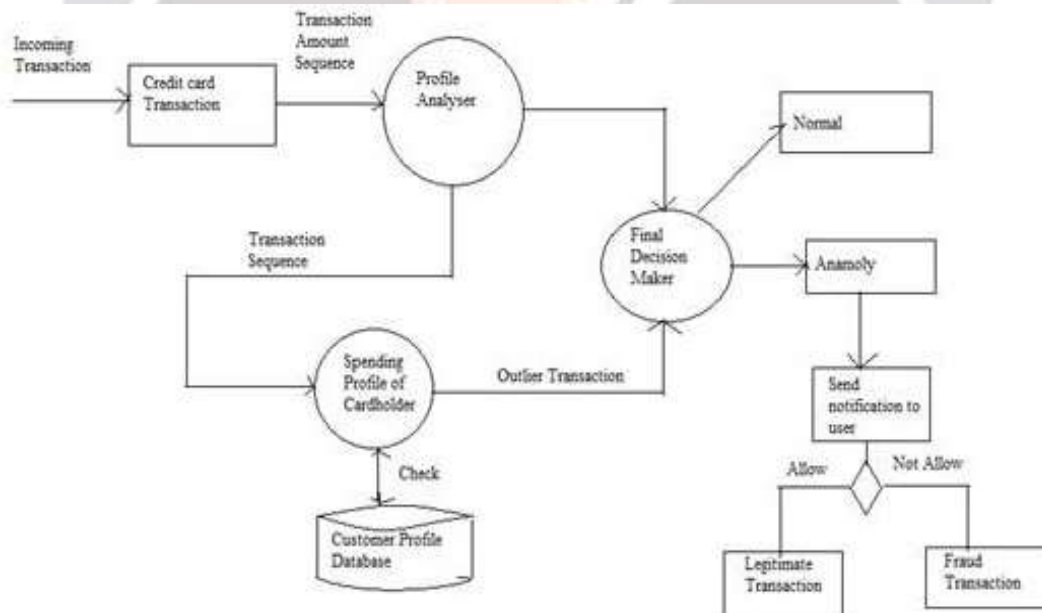 Incoming
Transaction
Transaction
Amount
Sequence
Credit card
Transaction
Profile
Analyser
Normal
Transaction
Sequence
Final
Decision
Maker
Anamoly
Spending
Profile of
Cardholder
Outlier Transaction
Send
notification to
user
Check
Allow
Not Allow
Customer Profile
Database
Legitimate
Transaction
Fraud
Transaction